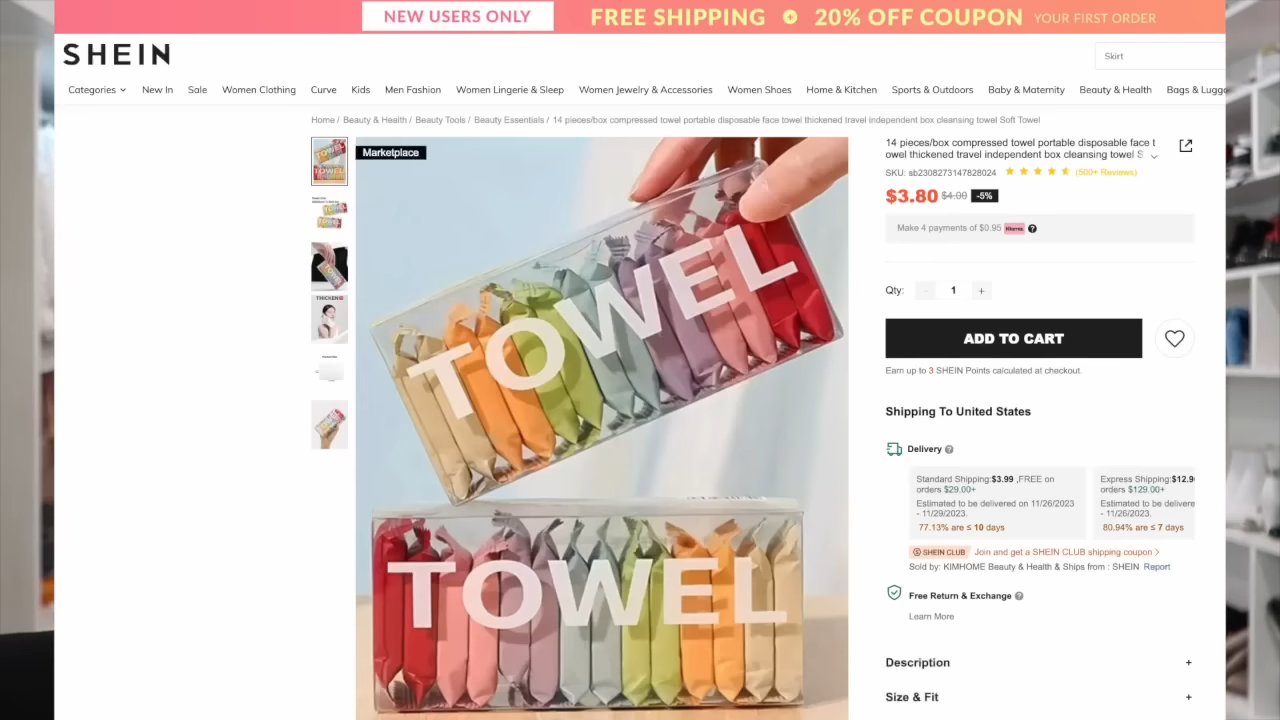 NEW USERS ONLY
FREE SHIPPING
20% OFF COUPON
YOUR FIRST ORDER
SHEIN
Skirt
Categories
New In
Sale
Women Clothing
Curve
Kids
Men Fashion
Women Lingerie & Sleep
Women Jewelry & Accessories
Women Shoes
Home & Kitchen
Sports & Outdoors
Baby & Maternity
Beauty & Health
Bags & Lugga
Home / Beauty & Health / Beauty Tools / Beauty Essentials / 14 pieces/box compressed towel portable disposable face towel thickened travel independent box cleansing towel Soft Towel
Marketplace
TOWEL
TOWEL
TOWEL
TOWEL
THICKEN
14 pieces/box compressed towel portable disposable face t
owel thickened travel independent box cleansing towel S
SKU: sb2308273147828024
(500+ Reviews)
$3.80 $4.00 -5%
Make 4 payments of $0.95 Klarna. ?
Qty: - 1 +
ADD TO CART
Earn up to 3 SHEIN Points calculated at checkout.
Shipping To United States
Delivery ?
Standard Shipping:$3.99 ,FREE on
orders $29.00+
Estimated to be delivered on 11/26/2023
- 11/29/2023.
77.13% are ≤ 10 days
Express Shipping:$12.9
orders $129.00+
Estimated to be delivere
- 11/26/2023.
80.94% are ≤ 7 days
S SHEIN CLUB Join and get a SHEIN CLUB shipping coupon >
Sold by: KIMHOME Beauty & Health & Ships from : SHEIN Report
Free Return & Exchange ?
Learn More
Description +
Size & Fit +